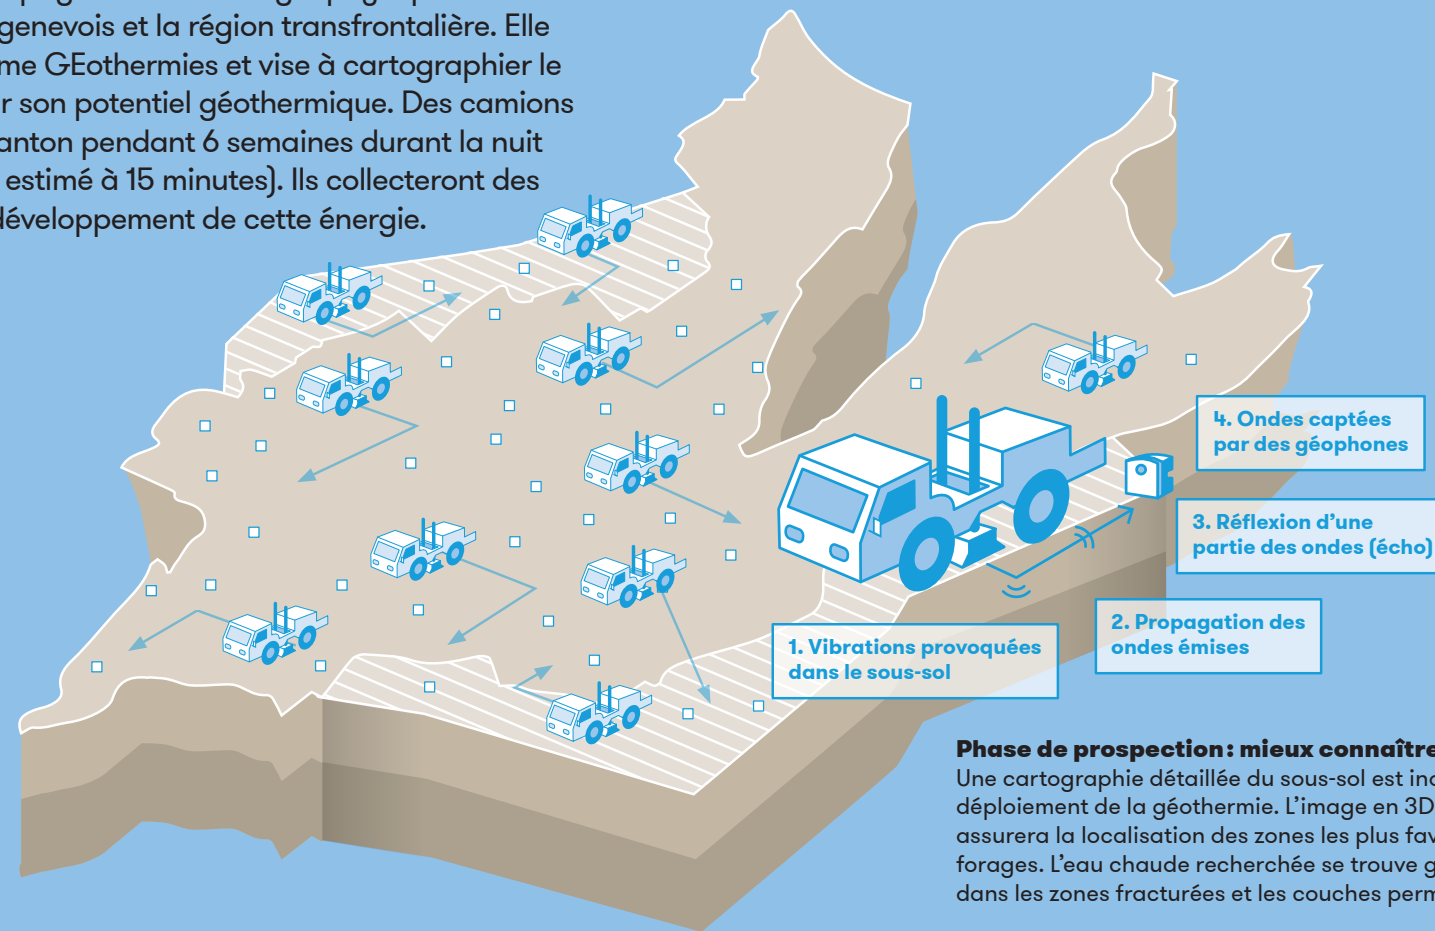 genevois et la région transfrontalière. Elle
GEothermies et vise à cartographier le
son potentiel géothermique. Des camions
pendant 6 semaines durant la nuit
estimé à 15 minutes). Ils collecteront des
développement de cette énergie.
4. Ondes captées
par des géophones
3. Réflexion d’une
partie des ondes (écho)
2. Propagation des
ondes émises
1. Vibrations provoquées
dans le sous-sol
Phase de prospection : mieux connaître
Une cartographie détaillée du sous-sol est
déploiement de la géothermie. L’image en 3D
assurera la localisation des zones les plus
forages. L’eau chaude recherchée se trouve
dans les zones fracturées et les couches